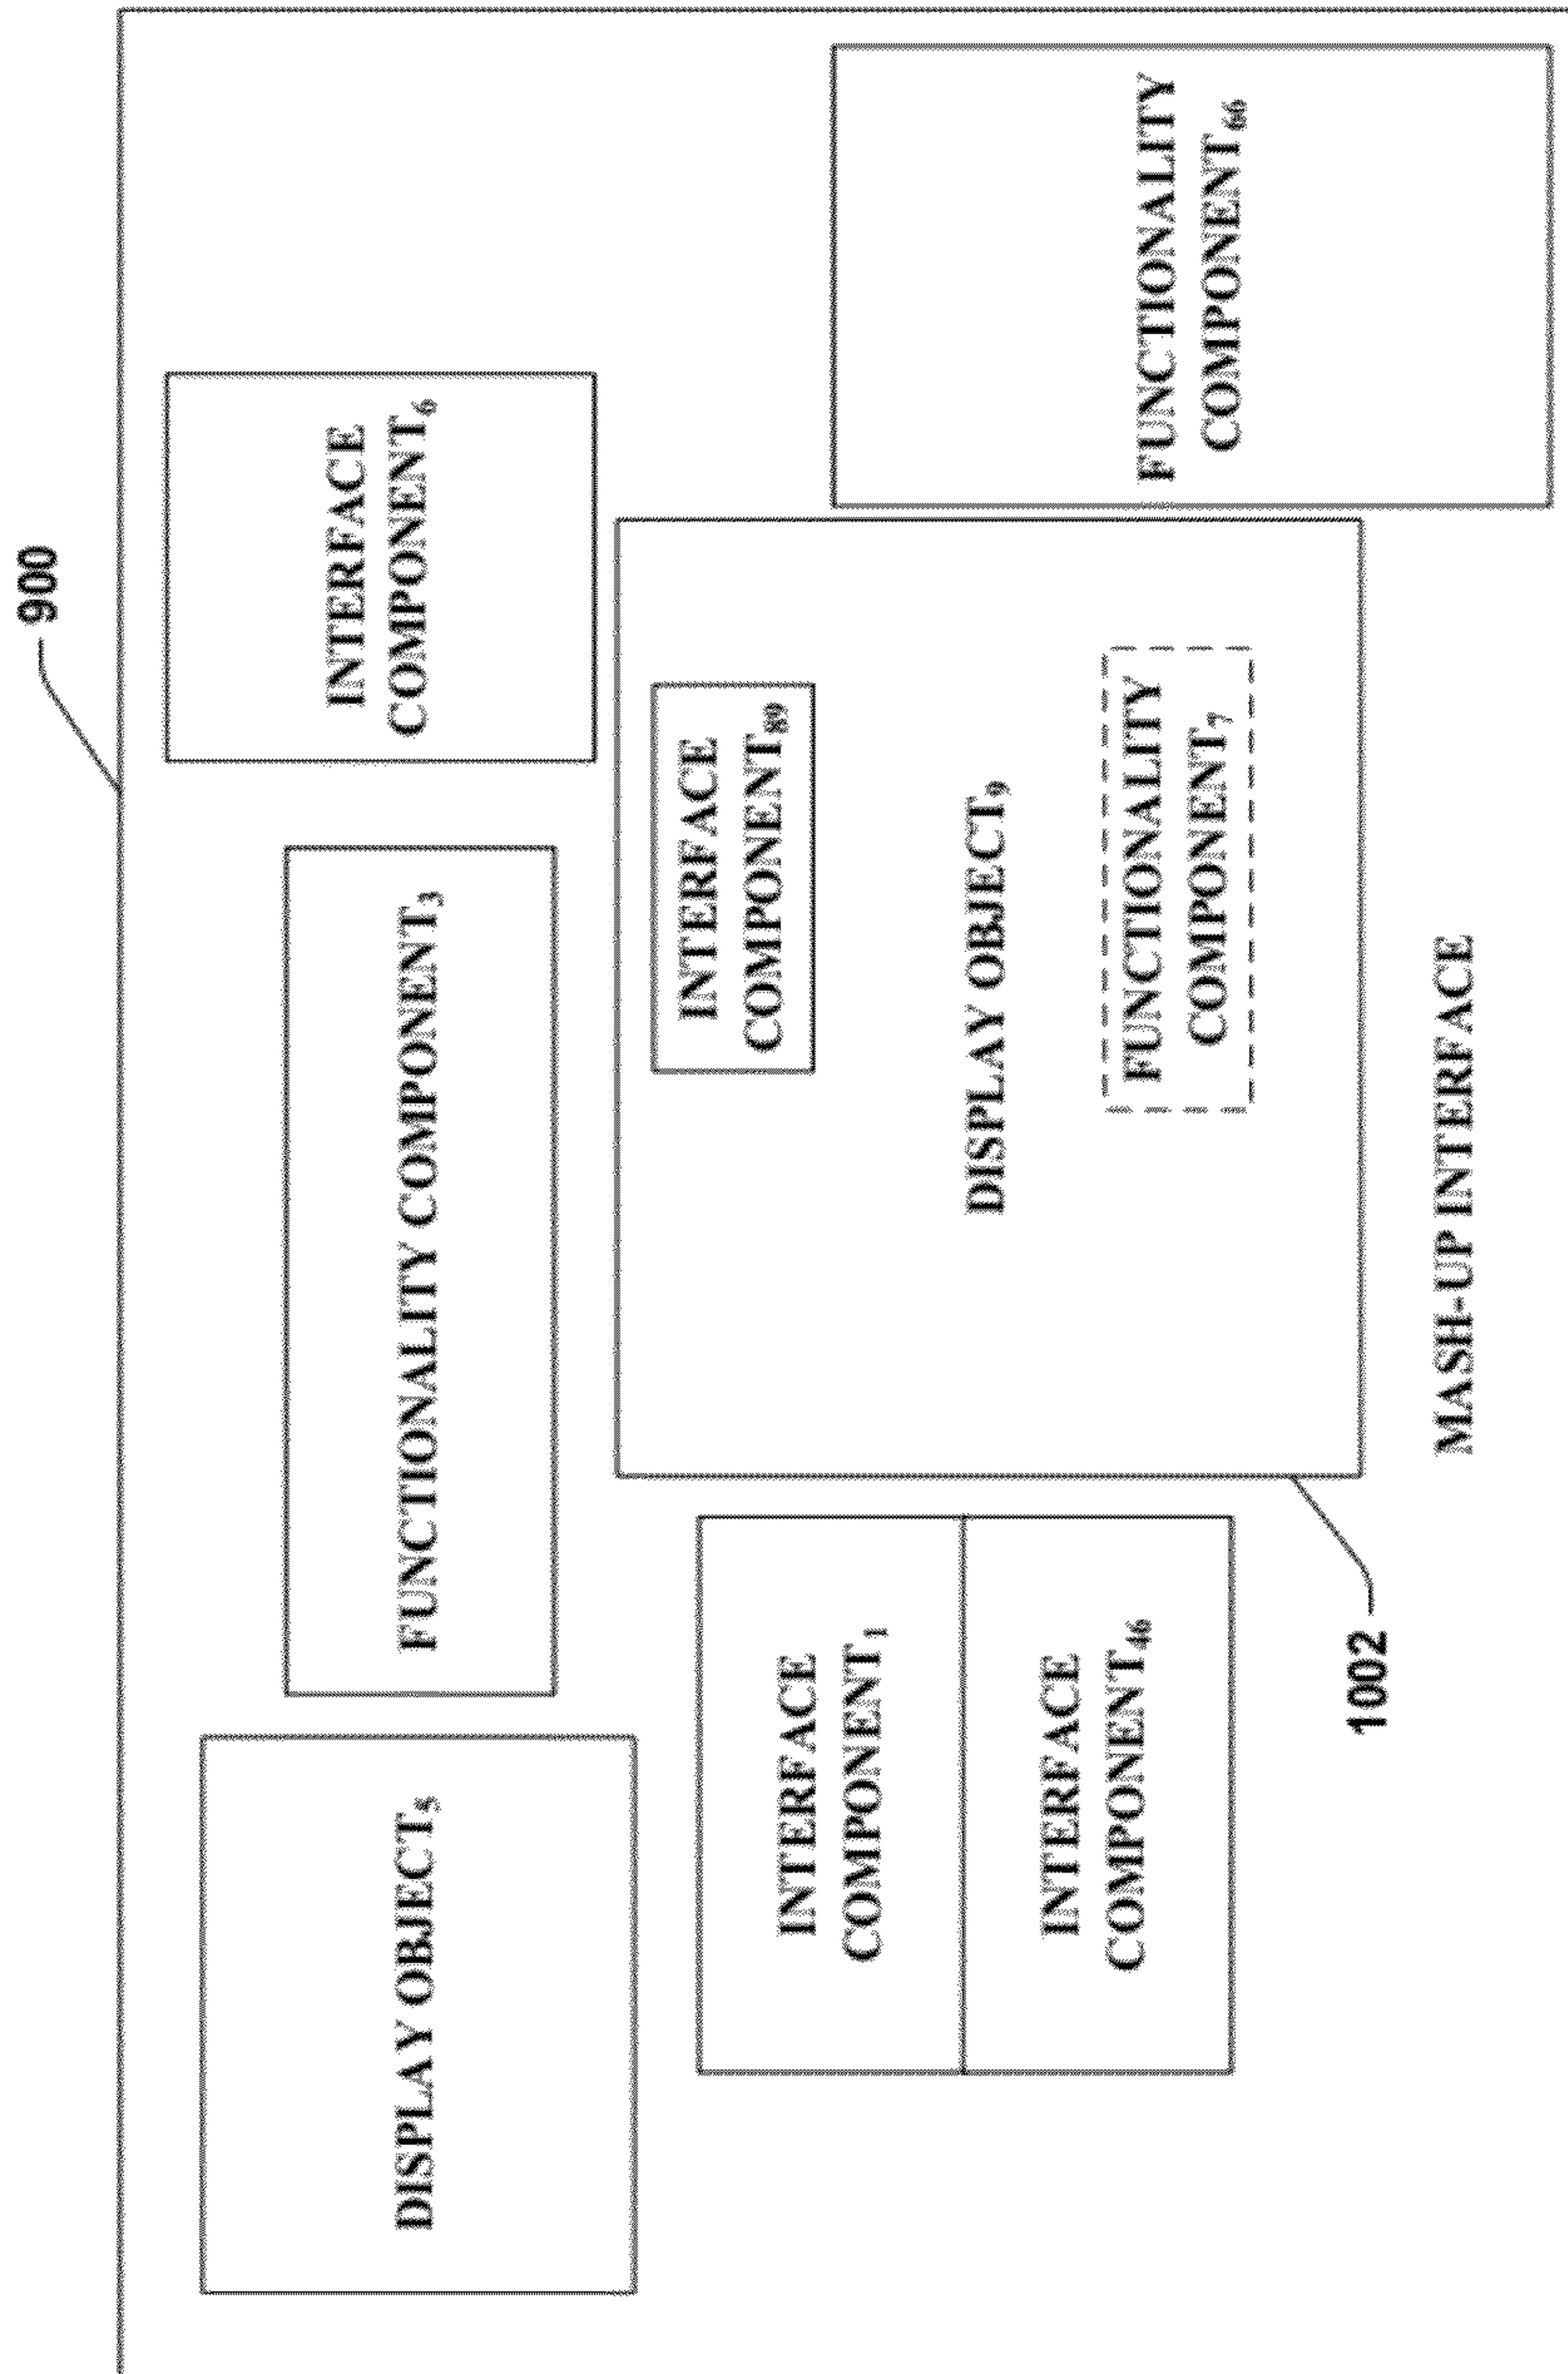 900
DISPLAY OBJECT₅
FUNCTIONALITY COMPONENT₃
INTERFACE
COMPONENT₆
INTERFACE
COMPONENT₁
INTERFACE
COMPONENT₄₆
INTERFACE
COMPONENT₈₉
DISPLAY OBJECT₉
FUNCTIONALITY
COMPONENT₇
FUNCTIONALITY
COMPONENT₆₆
1002
MASH-UP INTERFACE